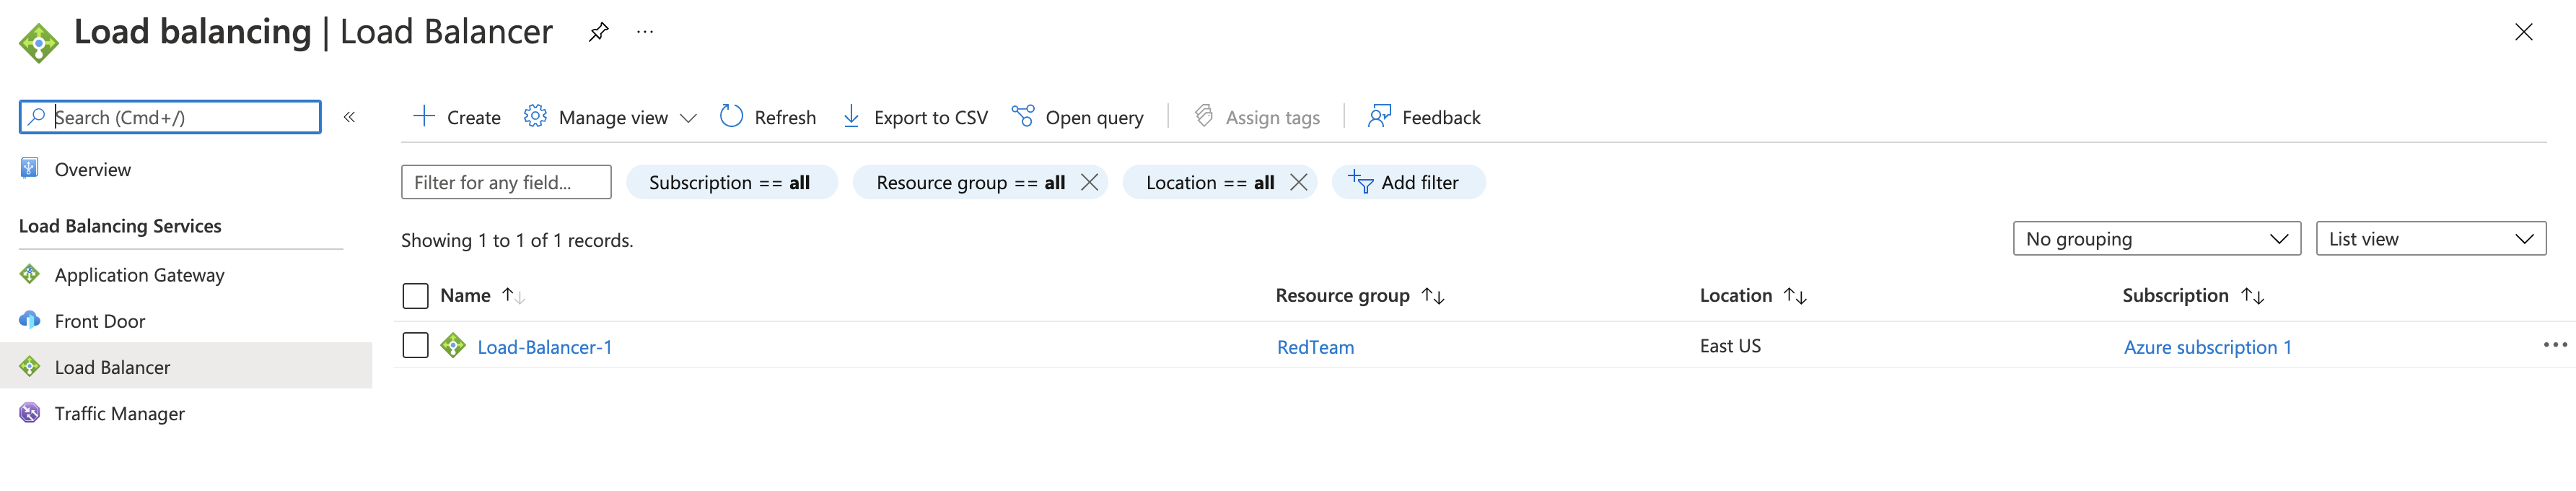 Load balancing | Load Balancer ...
Search (Cmd+/)
«
Overview
Load Balancing Services
Application Gateway
Front Door
Load Balancer
Traffic Manager
Create Manage view Refresh Export to CSV Open query Assign tags Feedback
Filter for any field... Subscription == all Resource group == all Location == all Add filter
Showing 1 to 1 of 1 records. No grouping List view
Name Resource group Location Subscription
Load-Balancer-1 RedTeam East US Azure subscription 1